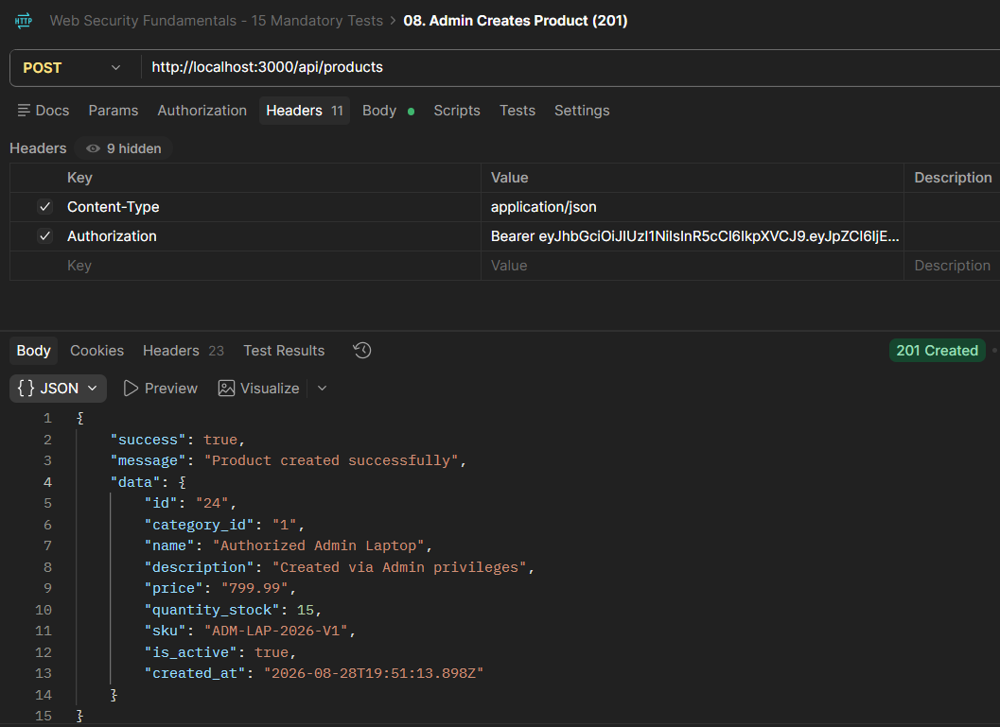 HTTP Web Security Fundamentals - 15 Mandatory Tests > 08. Admin Creates Product (201)
POST http://localhost:3000/api/products
Docs Params Authorization Headers 11 Body Scripts Tests Settings
Headers 9 hidden
Key Value Description
Content-Type application/json
Authorization Bearer eyJhbGciOiJIUzI1NiIsInR5cCI6IkpXVCJ9.eyJpZCI6IjE...
Key Value Description
Body Cookies Headers 23 Test Results 201 Created
{ } JSON Preview Visualize
1 {
2 "success": true,
3 "message": "Product created successfully",
4 "data": {
5 "id": "24",
6 "category_id": "1",
7 "name": "Authorized Admin Laptop",
8 "description": "Created via Admin privileges",
9 "price": "799.99",
10 "quantity_stock": 15,
11 "sku": "ADM-LAP-2026-V1",
12 "is_active": true,
13 "created_at": "2026-08-28T19:51:13.898Z"
14 }
15 }